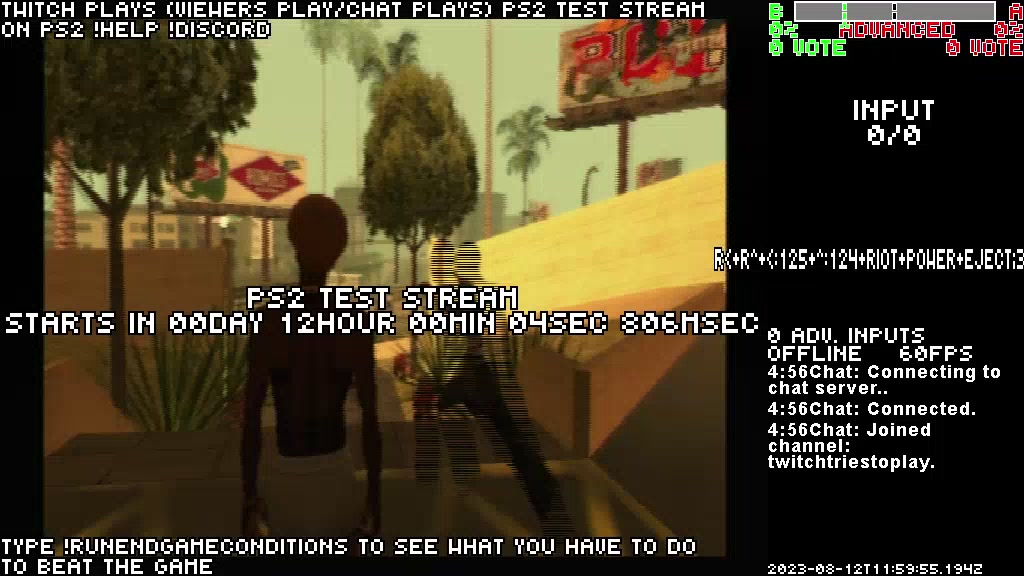 TWITCH PLAYS (VIEWERS PLAY/CHAT PLAYS) PS2 TEST STREAM
ON PS2 !HELP !DISCORD
B A
0% ADVANCED 0%
0 VOTE 0 VOTE
INPUT
0/0
R<+R^+<:125+^:124+RIOT+POWER+EJECT:3
PS2 TEST STREAM
STARTS IN 00DAY 12HOUR 00MIN 04SEC 806MSEC
0 ADV. INPUTS
OFFLINE 60FPS
4:56Chat: Connecting to
chat server..
4:56Chat: Connected.
4:56Chat: Joined
channel:
twitchtriestoplay.
TYPE !RUNENDGAMECONDITIONS TO SEE WHAT YOU HAVE TO DO
TO BEAT THE GAME
2023-08-12T11:59:55.194Z